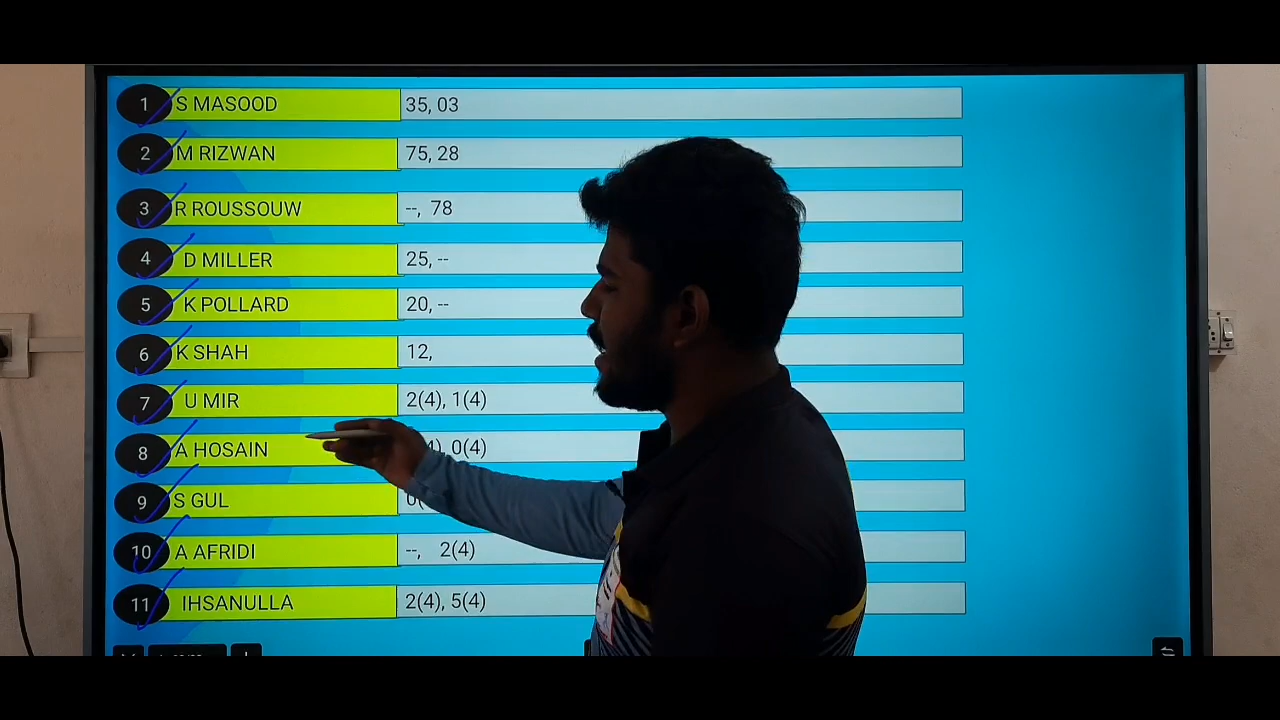 1 S MASOOD 35, 03
2 M RIZWAN 75, 28
3 R ROUSSOUW --, 78
4 D MILLER 25, --
5 K POLLARD 20, --
6 K SHAH 12,
7 U MIR 2(4), 1(4)
8 A HOSAIN 0(4)
9 S GUL
10 A AFRIDI --, 2(4)
11 IHSANULLA 2(4), 5(4)